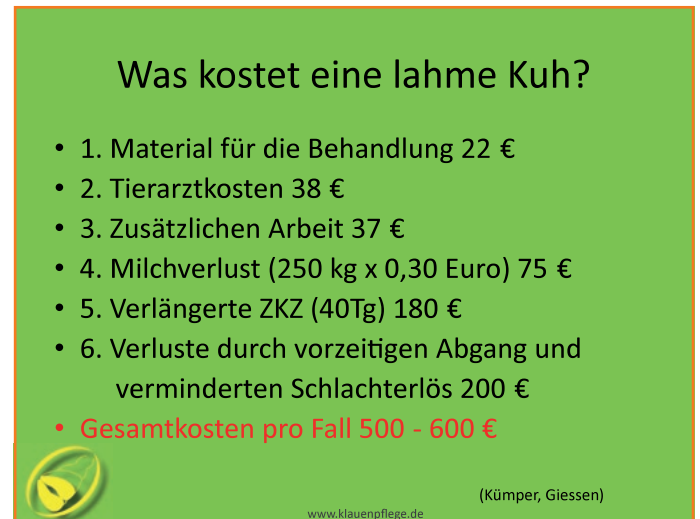 Was kostet eine lahme Kuh?
• 1. Material für die Behandlung 22 €
• 2. Tierarztkosten 38 €
• 3. Zusätzlichen Arbeit 37 €
• 4. Milchverlust (250 kg x 0,30 Euro) 75 €
• 5. Verlängerte ZKZ (40Tg) 180 €
• 6. Verluste durch vorzeitigen Abgang und
verminderten Schlachterlös 200 €
• Gesamtkosten pro Fall 500 - 600 €
(Kümper, Giessen)
www.klauenpflege.de